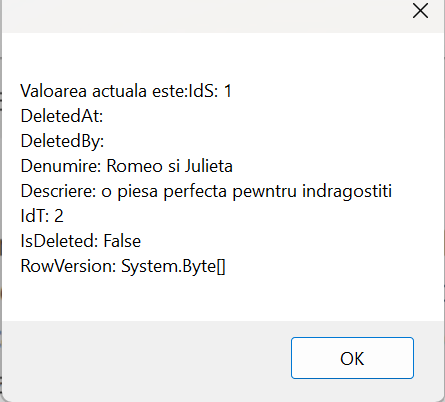 Valoarea actuala este:IdS: 1
DeletedAt:
DeletedBy:
Denumire: Romeo si Julieta
Descriere: o piesa perfecta pewntru indragostiti
IdT: 2
IsDeleted: False
RowVersion: System.Byte[]
OK